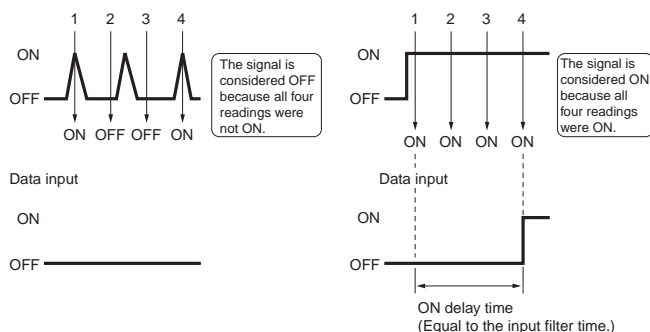 1 2 3 4
ON
OFF
The signal is
considered OFF
because all four
readings were
not ON.
ON OFF OFF ON
Data input
ON
OFF
1 2 3 4
ON
OFF
The signal is
considered ON
because all
four readings
were ON.
ON ON ON ON
Data input
ON
OFF
ON delay time
(Equal to the input filter time.)